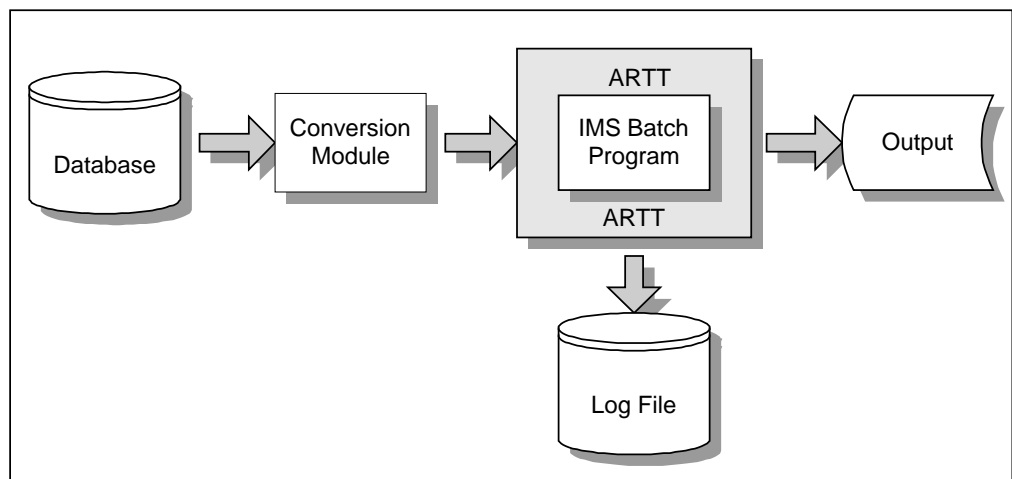 Database
Conversion
Module
ARTT
IMS Batch
Program
ARTT
Output
Log File